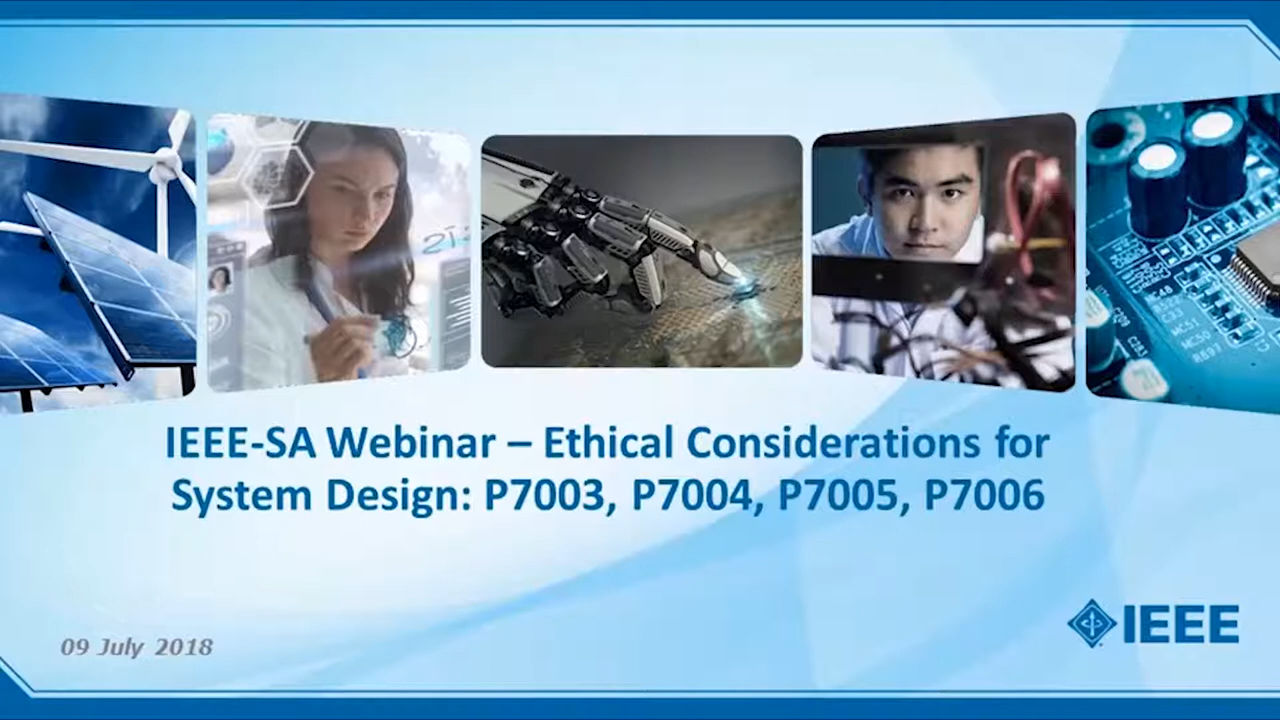 IEEE-SA Webinar – Ethical Considerations for
System Design: P7003, P7004, P7005, P7006
09 July 2018
IEEE